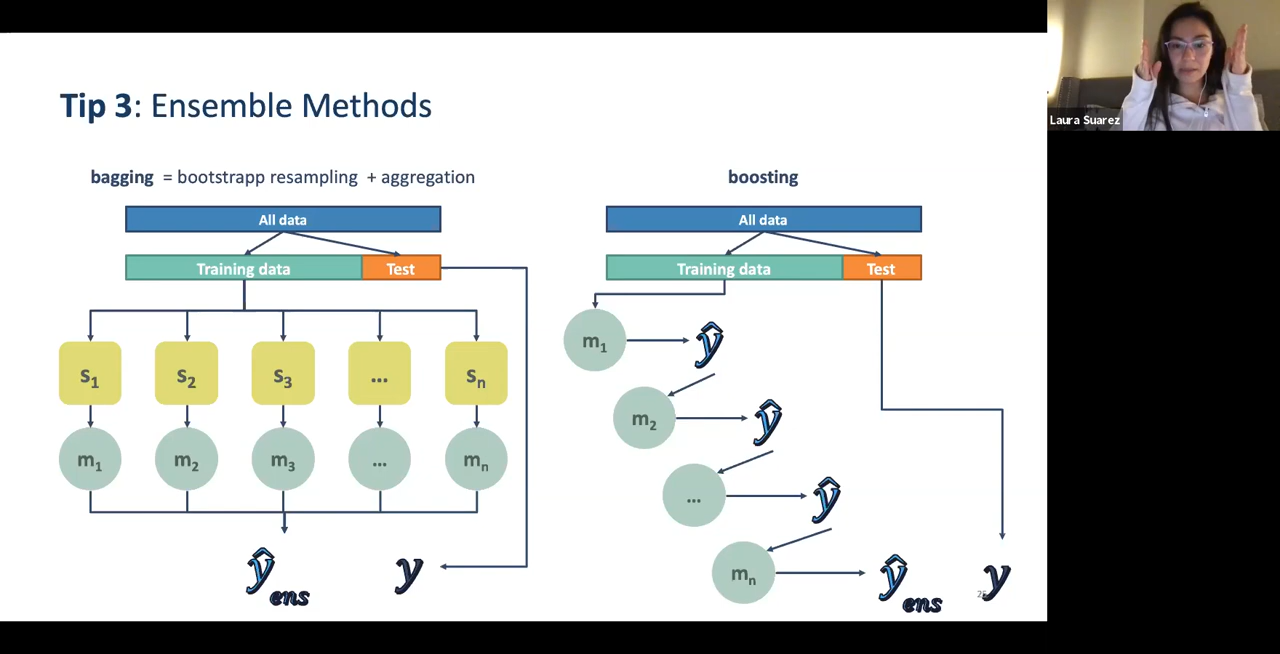 Laura Suarez
Tip 3: Ensemble Methods
bagging = bootstrapp resampling + aggregation
All data
Training data
Test
s1
s2
s3
...
sn
m1
m2
m3
...
mn
ŷens
y
boosting
All data
Training data
Test
m1
ŷ
m2
ŷ
...
ŷ
mn
ŷens
y